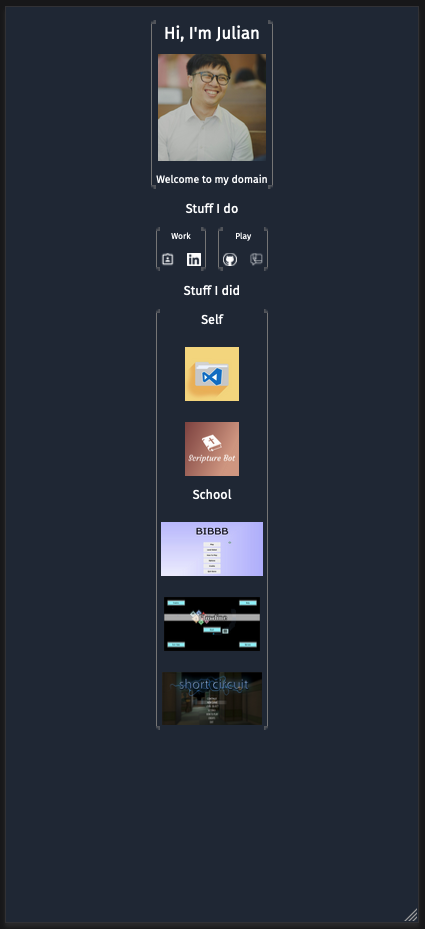 Hi, I'm Julian
Welcome to my domain
Stuff I do
Work
Play
in
Stuff I did
Self
Scripture Bot
School
BIBBB
short circuit